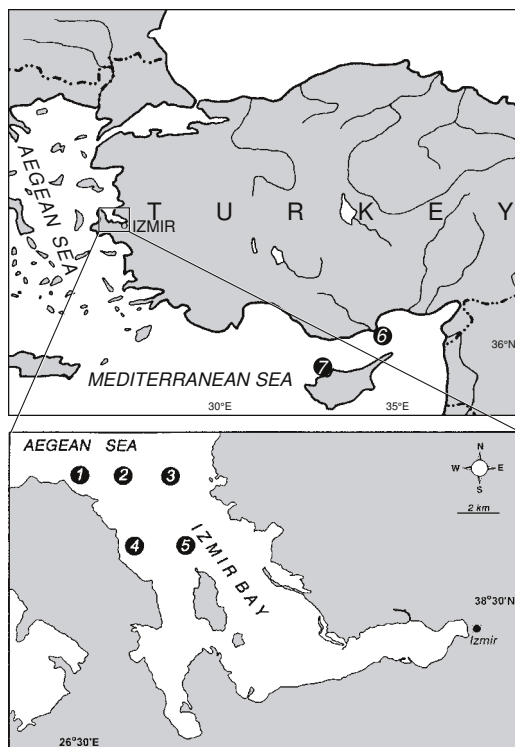 AEGEAN SEA
T U R K E Y
IZMIR
6
36°N
7
MEDITERRANEAN SEA
30°E
35°E
AEGEAN SEA
N
W E
S
1 2 3
2 km
4 5
IZMIR BAY
38°30'N
Izmir
26°30'E